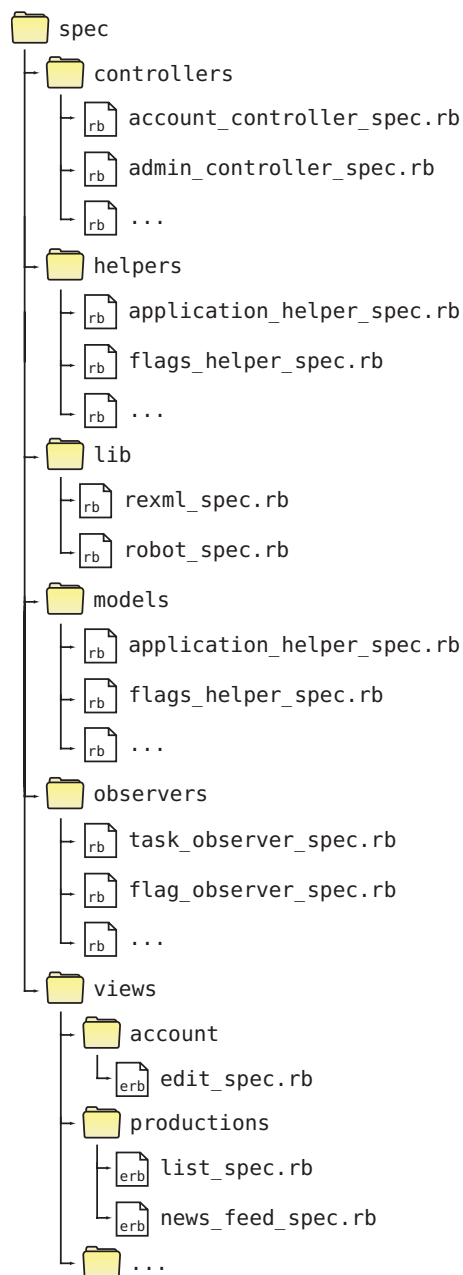 spec
controllers
rb account_controller_spec.rb
rb admin_controller_spec.rb
rb ...
helpers
rb application_helper_spec.rb
rb flags_helper_spec.rb
rb ...
lib
rb rexml_spec.rb
rb robot_spec.rb
models
rb application_helper_spec.rb
rb flags_helper_spec.rb
rb ...
observers
rb task_observer_spec.rb
rb flag_observer_spec.rb
rb ...
views
account
erb edit_spec.rb
productions
erb list_spec.rb
erb news_feed_spec.rb
...